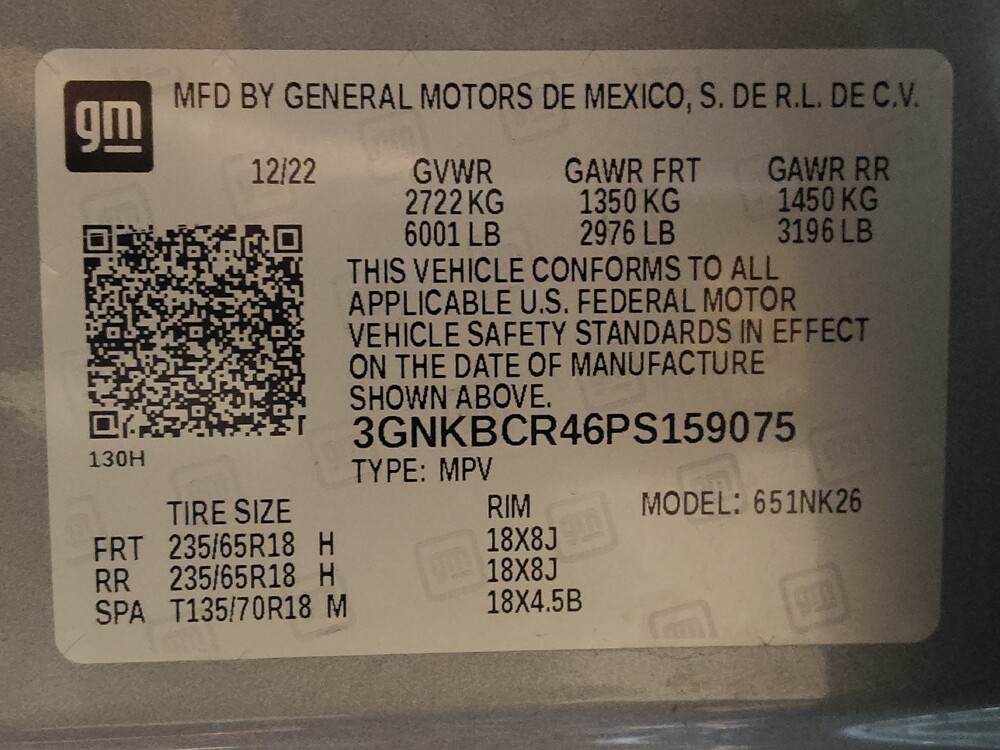 gm MFD BY GENERAL MOTORS DE MEXICO, S. DE R.L. DE C.V.
12/22 GVWR GAWR FRT GAWR RR
2722 KG 1350 KG 1450 KG
6001 LB 2976 LB 3196 LB
THIS VEHICLE CONFORMS TO ALL
APPLICABLE U.S. FEDERAL MOTOR
VEHICLE SAFETY STANDARDS IN EFFECT
ON THE DATE OF MANUFACTURE
SHOWN ABOVE.
3GNKBCR46PS159075
130H
TYPE: MPV
TIRE SIZE RIM MODEL: 651NK26
FRT 235/65R18 H 18X8J
RR 235/65R18 H 18X8J
SPA T135/70R18 M 18X4.5B